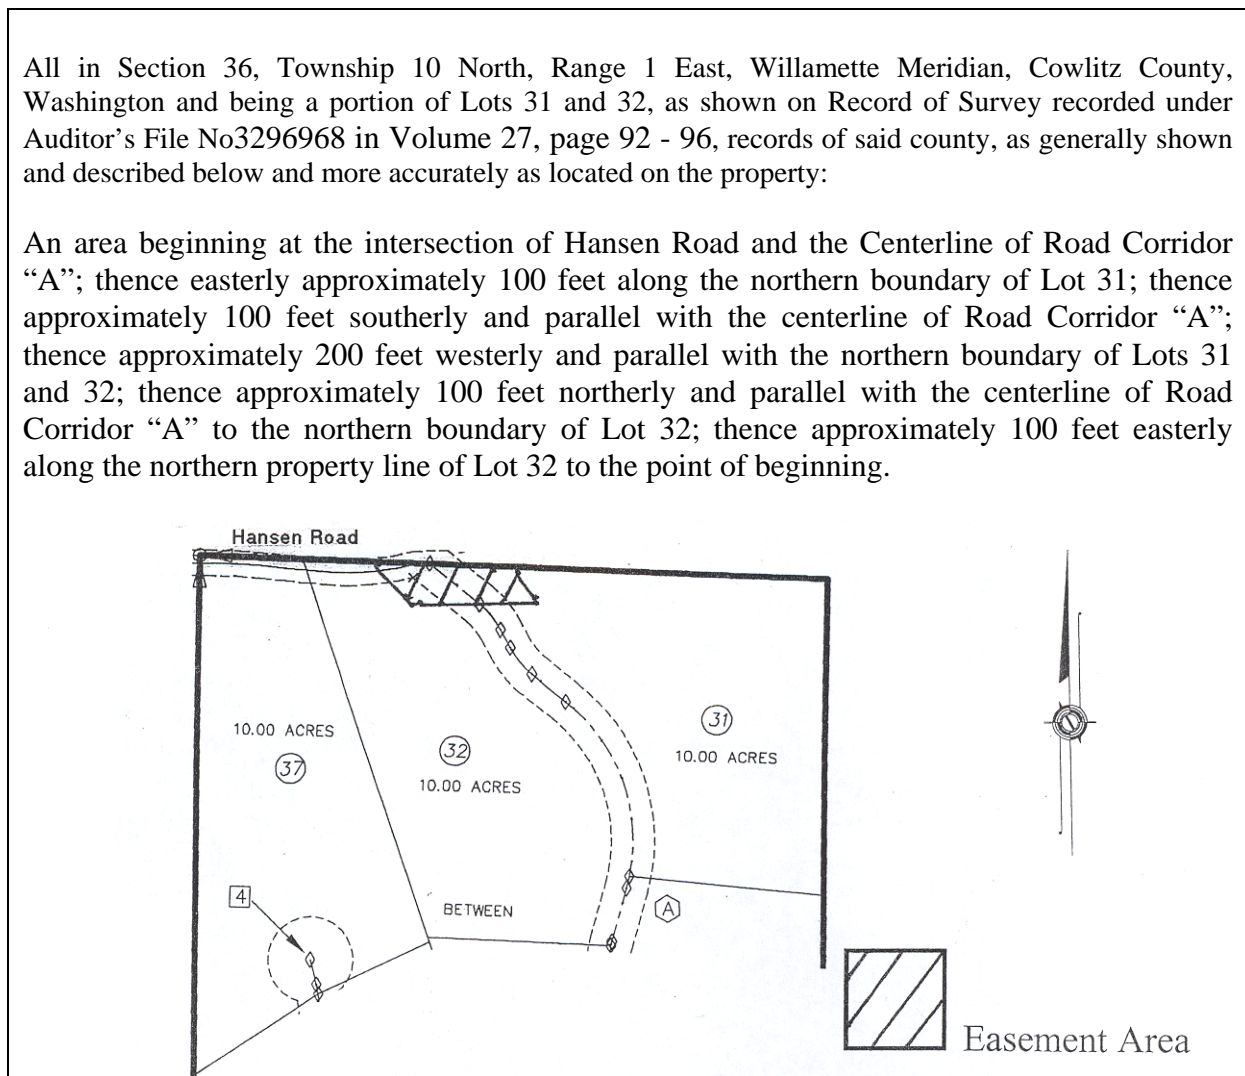 All in Section 36, Township 10 North, Range 1 East, Willamette Meridian, Cowlitz County,
Washington and being a portion of Lots 31 and 32, as shown on Record of Survey recorded under
Auditor’s File No3296968 in Volume 27, page 92 - 96, records of said county, as generally shown
and described below and more accurately as located on the property:
An area beginning at the intersection of Hansen Road and the Centerline of Road Corridor
“A”; thence easterly approximately 100 feet along the northern boundary of Lot 31; thence
approximately 100 feet southerly and parallel with the centerline of Road Corridor “A”;
thence approximately 200 feet westerly and parallel with the northern boundary of Lots 31
and 32; thence approximately 100 feet northerly and parallel with the centerline of Road
Corridor “A” to the northern boundary of Lot 32; thence approximately 100 feet easterly
along the northern property line of Lot 32 to the point of beginning.
Hansen Road
10.00 ACRES
37
32
10.00 ACRES
31
10.00 ACRES
4
BETWEEN
A
Easement Area